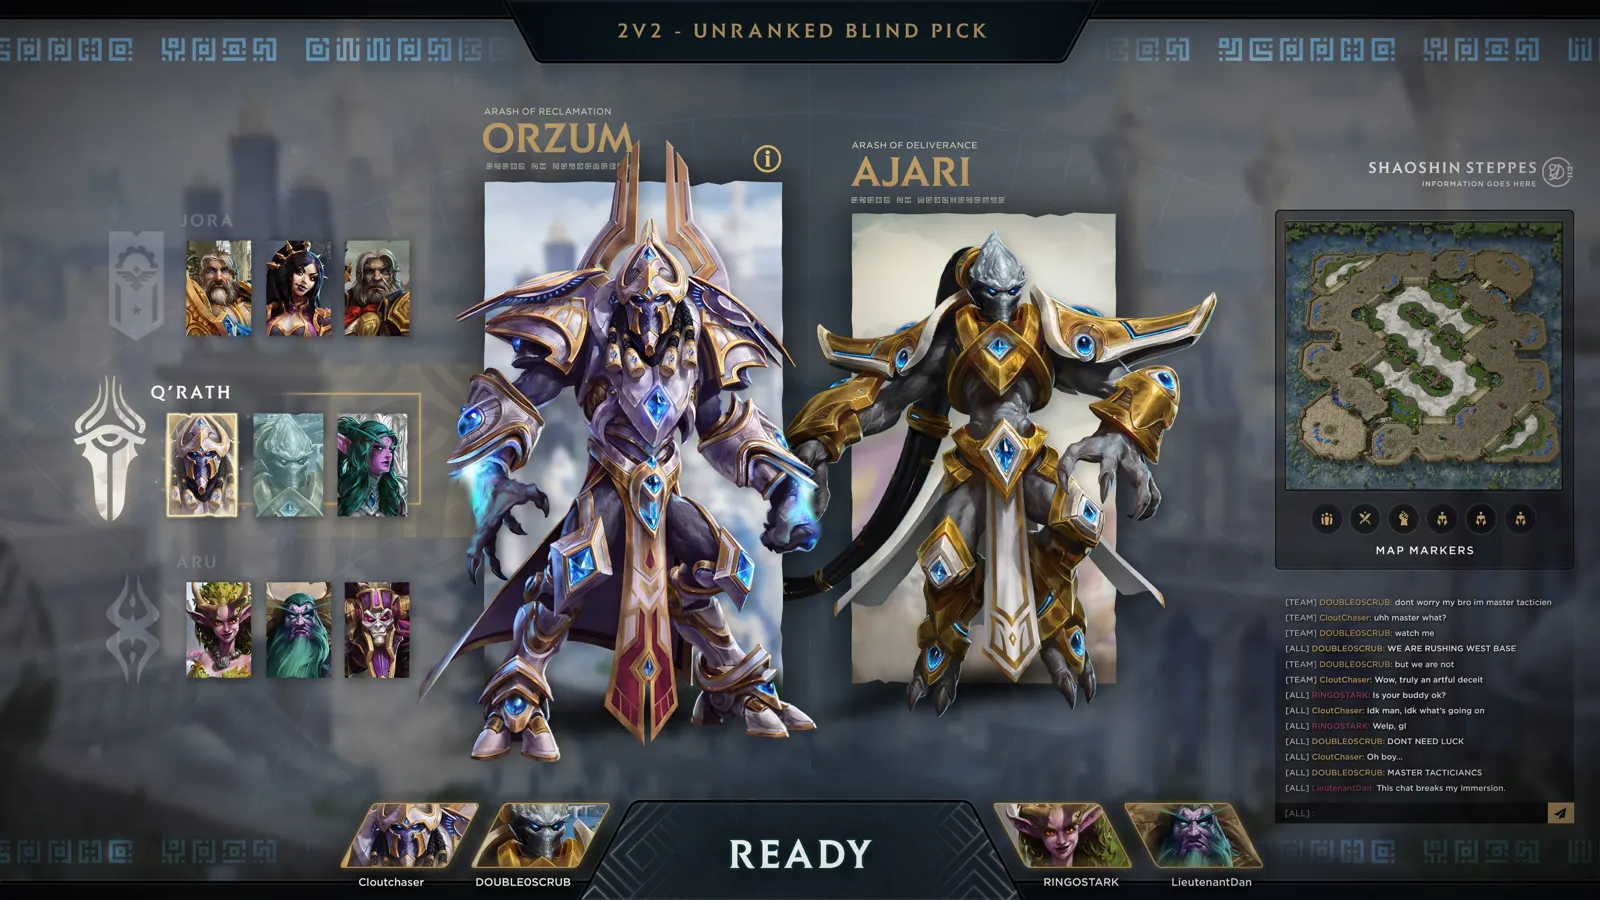 2V2 - UNRANKED BLIND PICK
ARASH OF RECLAMATION
ORZUM
ARASH OF DELIVERANCE
AJARI
SHAOSHIN STEPPES
INFORMATION GOES HERE
JORA
Q'RATH
ARU
MAP MARKERS
[TEAM] DOUBLE0SCRUB: dont worry my bro im master tacticien
[TEAM] CloutChaser: uhh master what?
[TEAM] DOUBLE0SCRUB: watch me
[ALL] DOUBLE0SCRUB: WE ARE RUSHING WEST BASE
[TEAM] DOUBLE0SCRUB: but we are not
[TEAM] CloutChaser: Wow, truly an artful deceit
[ALL] RINGOSTARK: Is your buddy ok?
[ALL] CloutChaser: Idk man, Idk what's going on
[ALL] RINGOSTARK: Welp, gl
[ALL] DOUBLE0SCRUB: DONT NEED LUCK
[ALL] CloutChaser: Oh boy...
[ALL] DOUBLE0SCRUB: MASTER TACTICIANCS
[ALL] LieutenantDan: This chat breaks my immersion.
[ALL] :
READY
Cloutchaser
DOUBLE0SCRUB
RINGOSTARK
LieutenantDan